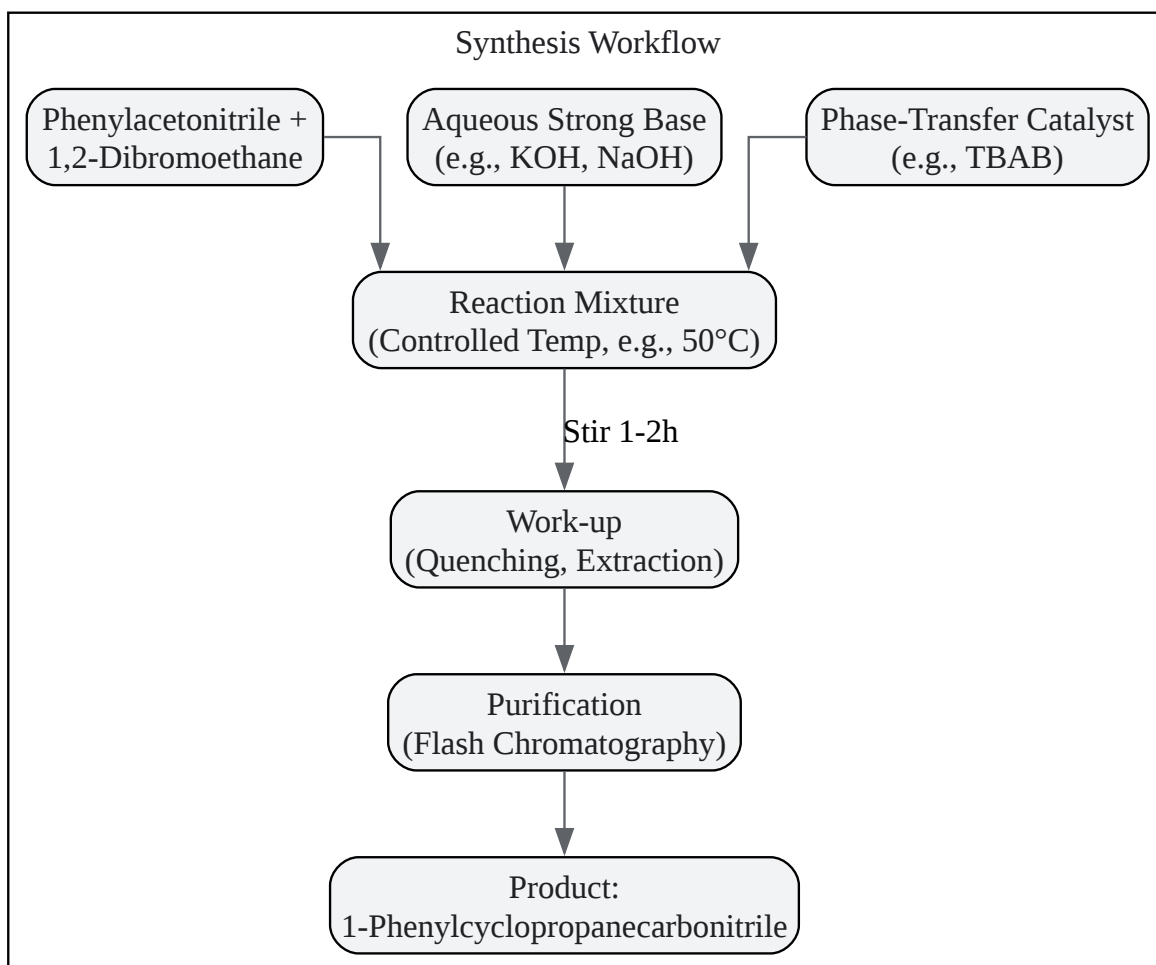 Synthesis Workflow
Phenylacetonitrile +
1,2-Dibromoethane
Aqueous Strong Base
(e.g., KOH, NaOH)
Phase-Transfer Catalyst
(e.g., TBAB)
Reaction Mixture
(Controlled Temp, e.g., 50°C)
Stir 1-2h
Work-up
(Quenching, Extraction)
Purification
(Flash Chromatography)
Product:
1-Phenylcyclopropanecarbonitrile